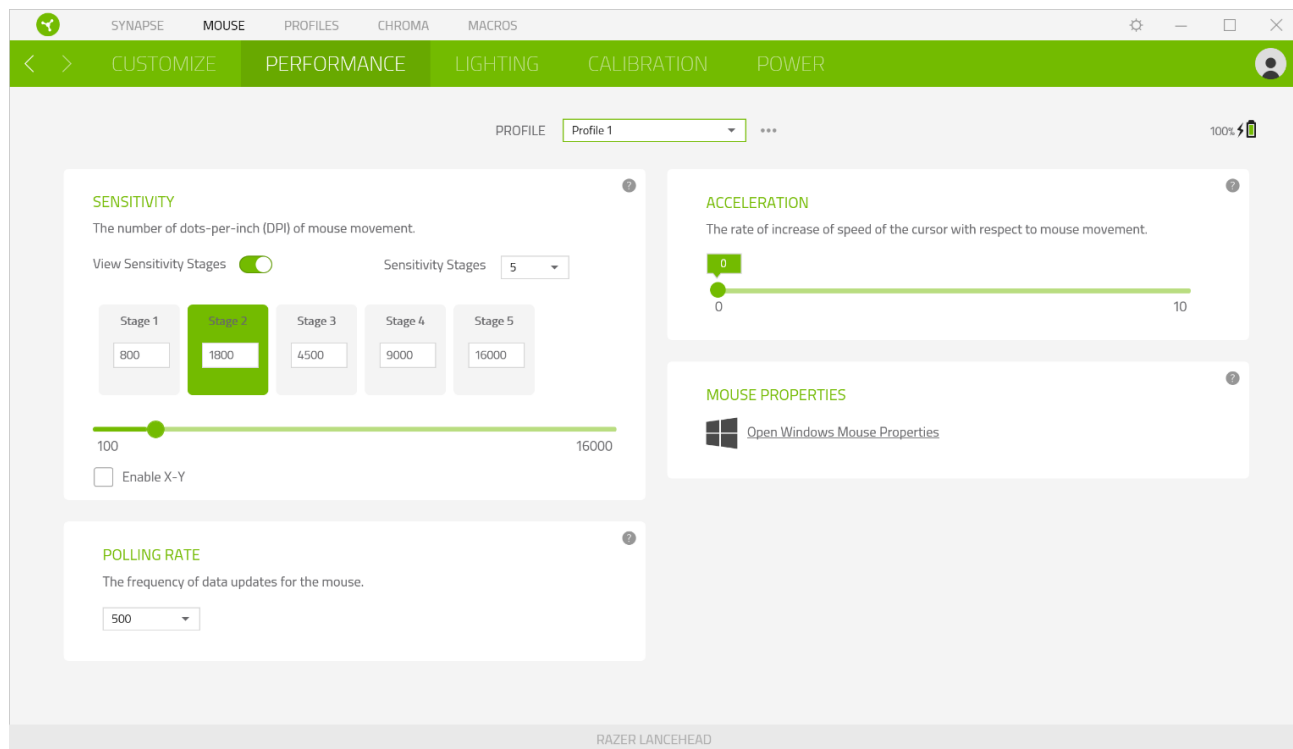 SYNAPSE MOUSE PROFILES CHROMA MACROS
CUSTOMIZE PERFORMANCE LIGHTING CALIBRATION POWER
PROFILE Profile 1 ••• 100%
?
SENSITIVITY
The number of dots-per-inch (DPI) of mouse movement.
View Sensitivity Stages Sensitivity Stages 5
Stage 1 Stage 2 Stage 3 Stage 4 Stage 5
800 1800 4500 9000 16000
100 16000
Enable X-Y
?
POLLING RATE
The frequency of data updates for the mouse.
500
?
ACCELERATION
The rate of increase of speed of the cursor with respect to mouse movement.
0
0 10
?
MOUSE PROPERTIES
Open Windows Mouse Properties
RAZER LANCEHEAD